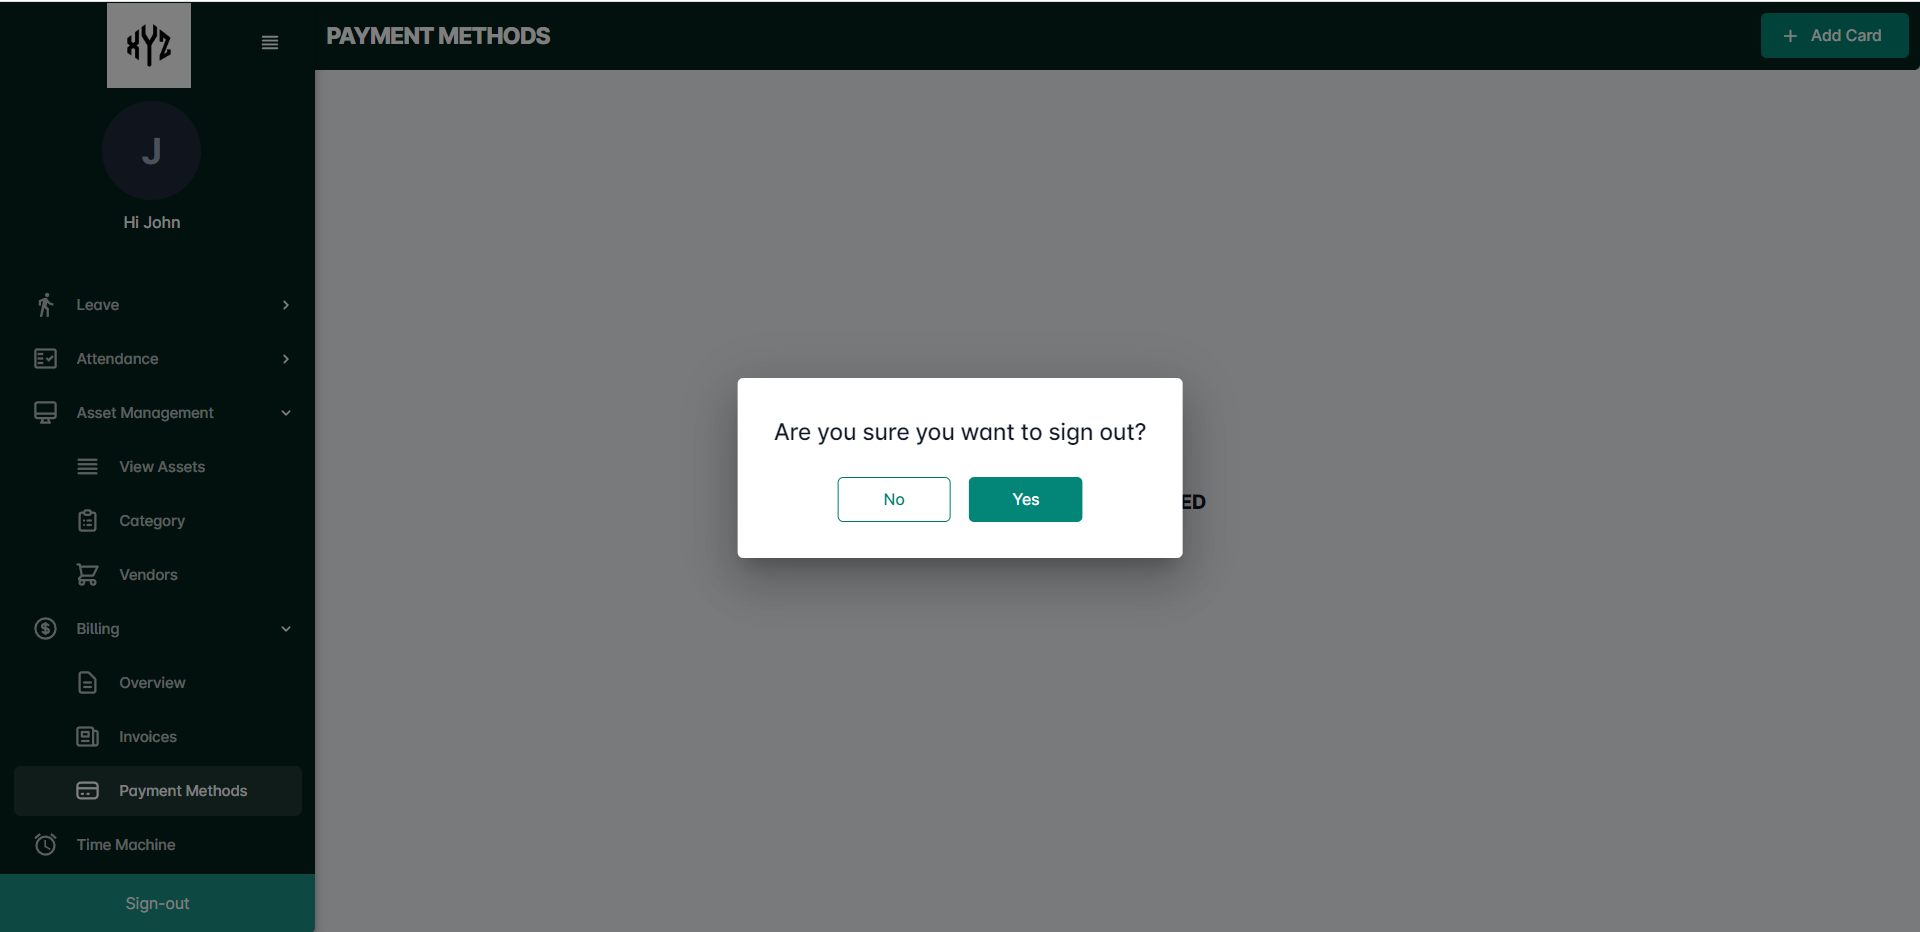 XYZ
PAYMENT METHODS
+ Add Card
J
Hi John
Leave
Attendance
Asset Management
View Assets
Category
Vendors
Billing
Overview
Invoices
Payment Methods
Time Machine
Sign-out
Are you sure you want to sign out?
No
Yes
ED